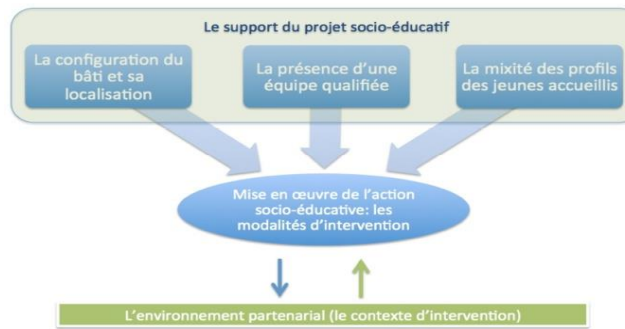 Le support du projet socio-éducatif
La configuration du
bâti et sa
localisation
La présence d'une
équipe qualifiée
La mixité des profils
des jeunes accueillis
Mise en œuvre de l'action
socio-éducative: les
modalités d'intervention
L'environnement partenarial (le contexte d'intervention)